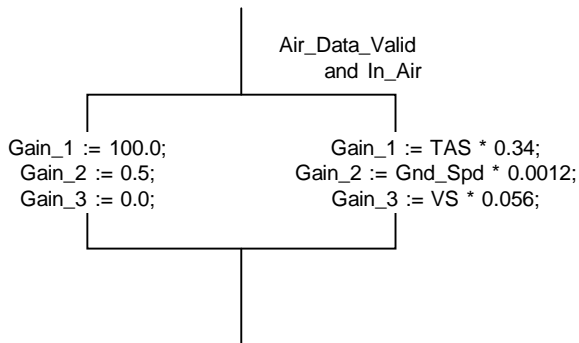 Air_Data_Valid
and In_Air
Gain_1 := 100.0;
Gain_2 := 0.5;
Gain_3 := 0.0;
Gain_1 := TAS * 0.34;
Gain_2 := Gnd_Spd * 0.0012;
Gain_3 := VS * 0.056;